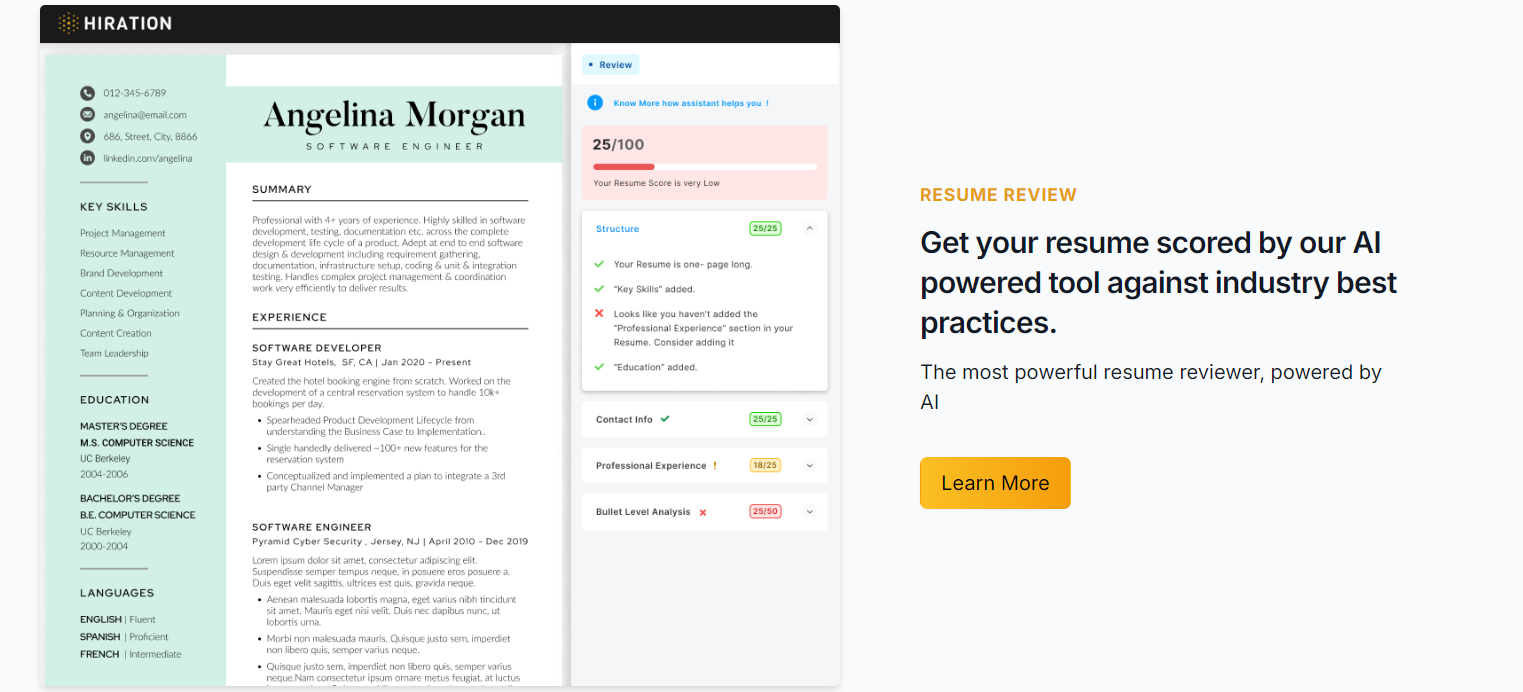 HIRATION
012-345-6789
angelina@email.com
686, Street, City, 8866
linkedin.com/angelina
KEY SKILLS
Project Management
Resource Management
Brand Development
Content Development
Planning & Organization
Content Creation
Team Leadership
EDUCATION
MASTER'S DEGREE
M.S. COMPUTER SCIENCE
UC Berkeley
2004-2006
BACHELOR'S DEGREE
B.E. COMPUTER SCIENCE
UC Berkeley
2000-2004
LANGUAGES
ENGLISH | Fluent
SPANISH | Proficient
FRENCH | Intermediate
Angelina Morgan
SOFTWARE ENGINEER
SUMMARY
Professional with 4+ years of experience. Highly skilled in software
development, testing, documentation etc. across the complete
development life cycle of a product. Adept at end to end software
design & development including requirement gathering,
documentation, infrastructure setup, coding & unit & integration
testing. Handles complex project management & coordination
work very efficiently to deliver results.
EXPERIENCE
SOFTWARE DEVELOPER
Stay Great Hotels, SF, CA | Jan 2020 – Present
Created the hotel booking engine from scratch. Worked on the
development of a central reservation system to handle 10k+
bookings per day.
• Spearheaded Product Development Lifecycle from
understanding the Business Case to Implementation..
• Single handedly delivered ~100+ new features for the
reservation system
• Conceptualized and implemented a plan to integrate a 3rd
party Channel Manager
SOFTWARE ENGINEER
Pyramid Cyber Security , Jersey, NJ | April 2010 – Dec 2019
Lorem ipsum dolor sit amet, consectetur adipiscing elit.
Suspendisse semper tempus neque, in posuere eros posuere a.
Duis eget velit sagittis, ultrices est quis, gravida neque.
• Aenean malesuada lobortis magna, eget varius nibh tincidunt
sit amet. Mauris eget nisi velit. Duis nec dapibus nunc, ut
lobortis urna.
• Morbi non malesuada mauris. Quisque justo sem, imperdiet
non libero quis, semper varius neque.
• Quisque justo sem, imperdiet non libero quis, semper varius
neque.Nam consectetur ipsum ornare metus feugiat, at luctus
• Review
Know More how assistant helps you !
25/100
Your Resume Score is very Low
Structure 25/25
Your Resume is one- page long.
"Key Skills" added.
Looks like you haven't added the
"Professional Experience" section in your
Resume. Consider adding it
"Education" added.
Contact Info 25/25
Professional Experience ! 18/25
Bullet Level Analysis 25/50
RESUME REVIEW
Get your resume scored by our AI
powered tool against industry best
practices.
The most powerful resume reviewer, powered by
AI
Learn More